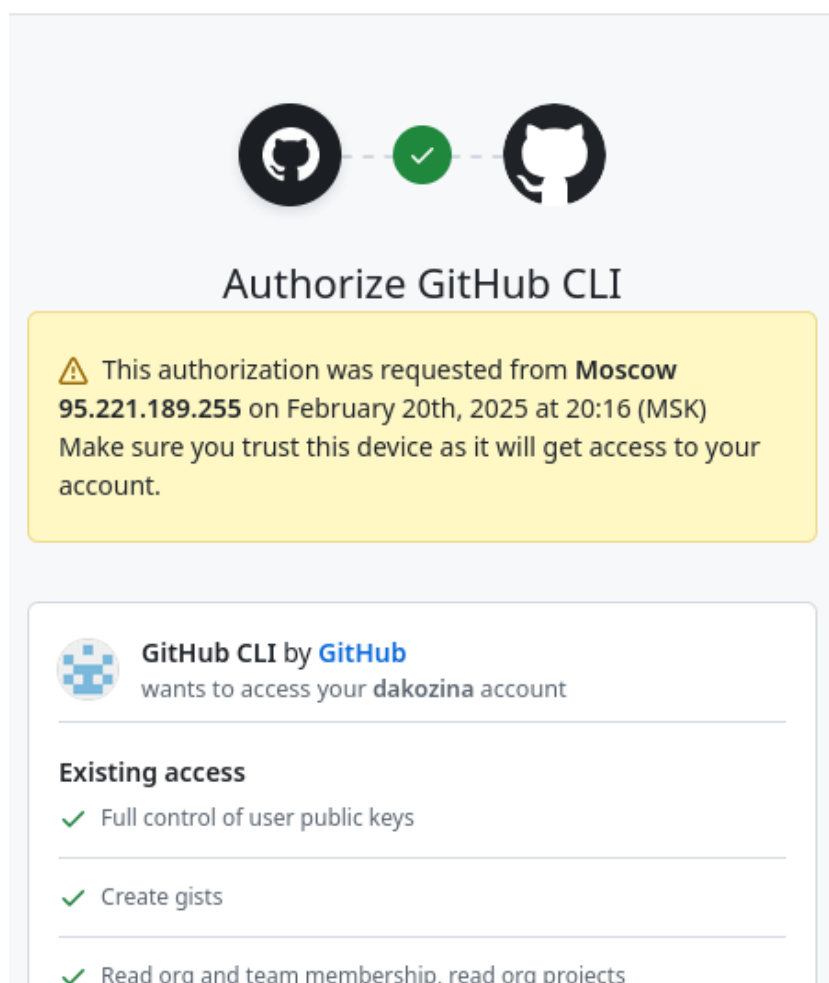 Authorize GitHub CLI
This authorization was requested from Moscow
95.221.189.255 on February 20th, 2025 at 20:16 (MSK)
Make sure you trust this device as it will get access to your
account.
GitHub CLI by GitHub
wants to access your dakozina account
Existing access
Full control of user public keys
Create gists
Read org and team membership, read org projects